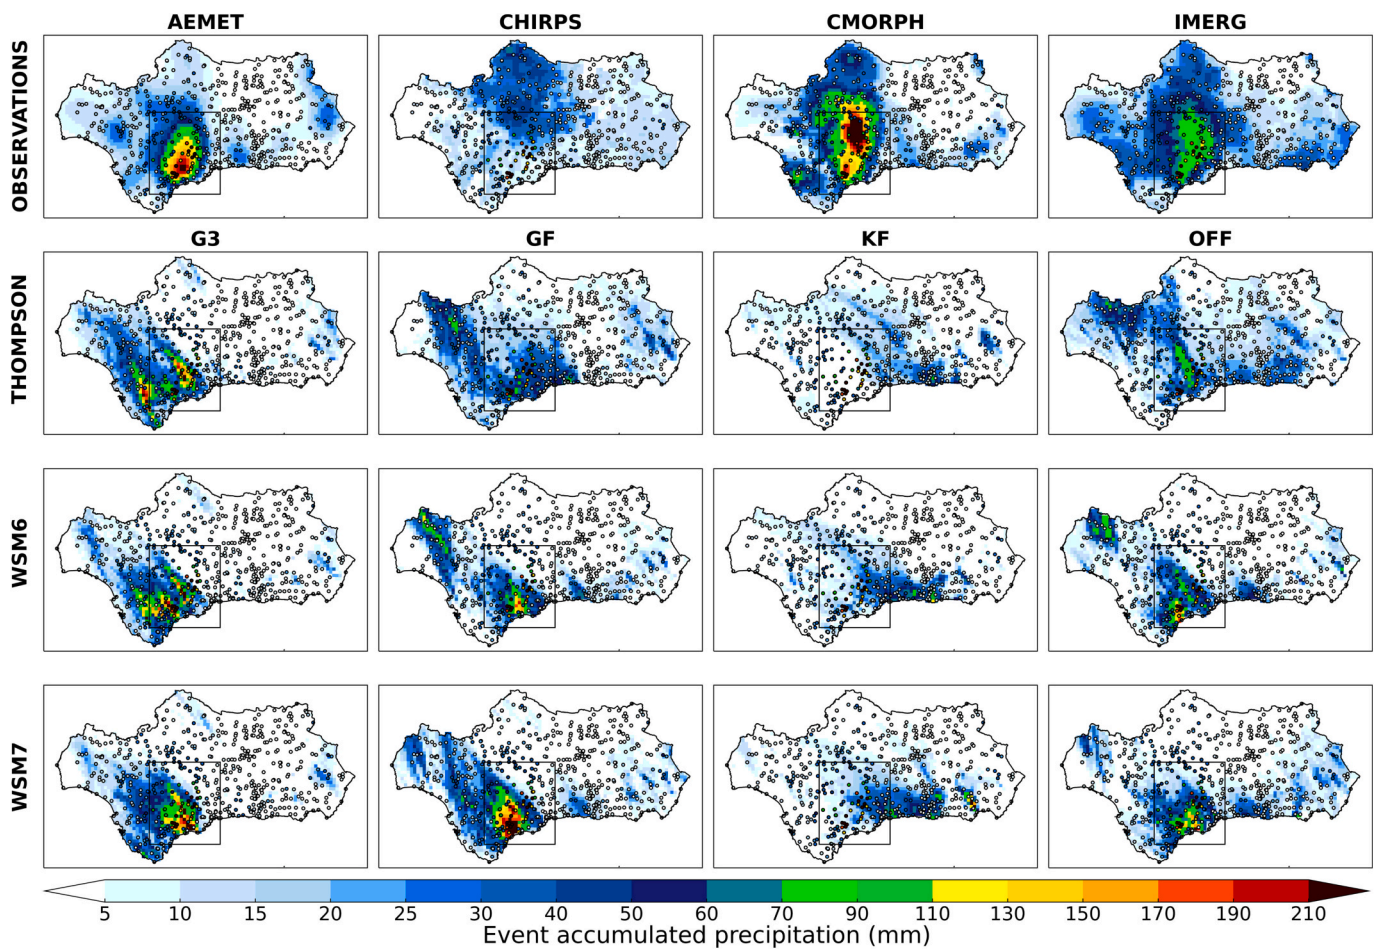 AEMET CHIRPS CMORPH IMERG
OBSERVATIONS
G3 GF KF OFF
THOMPSON
WSM6
WSM7
5 10 15 20 25 30 40 50 60 70 90 110 130 150 170 190 210
Event accumulated precipitation (mm)